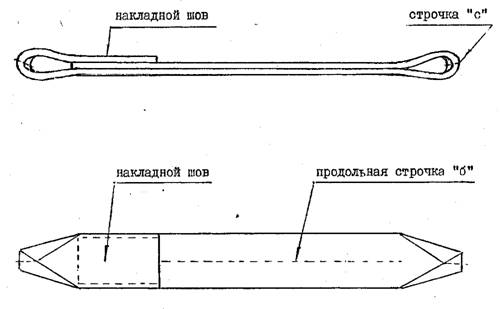 накладной шов
строчка "с"
накладной шов
продольная строчка "б"